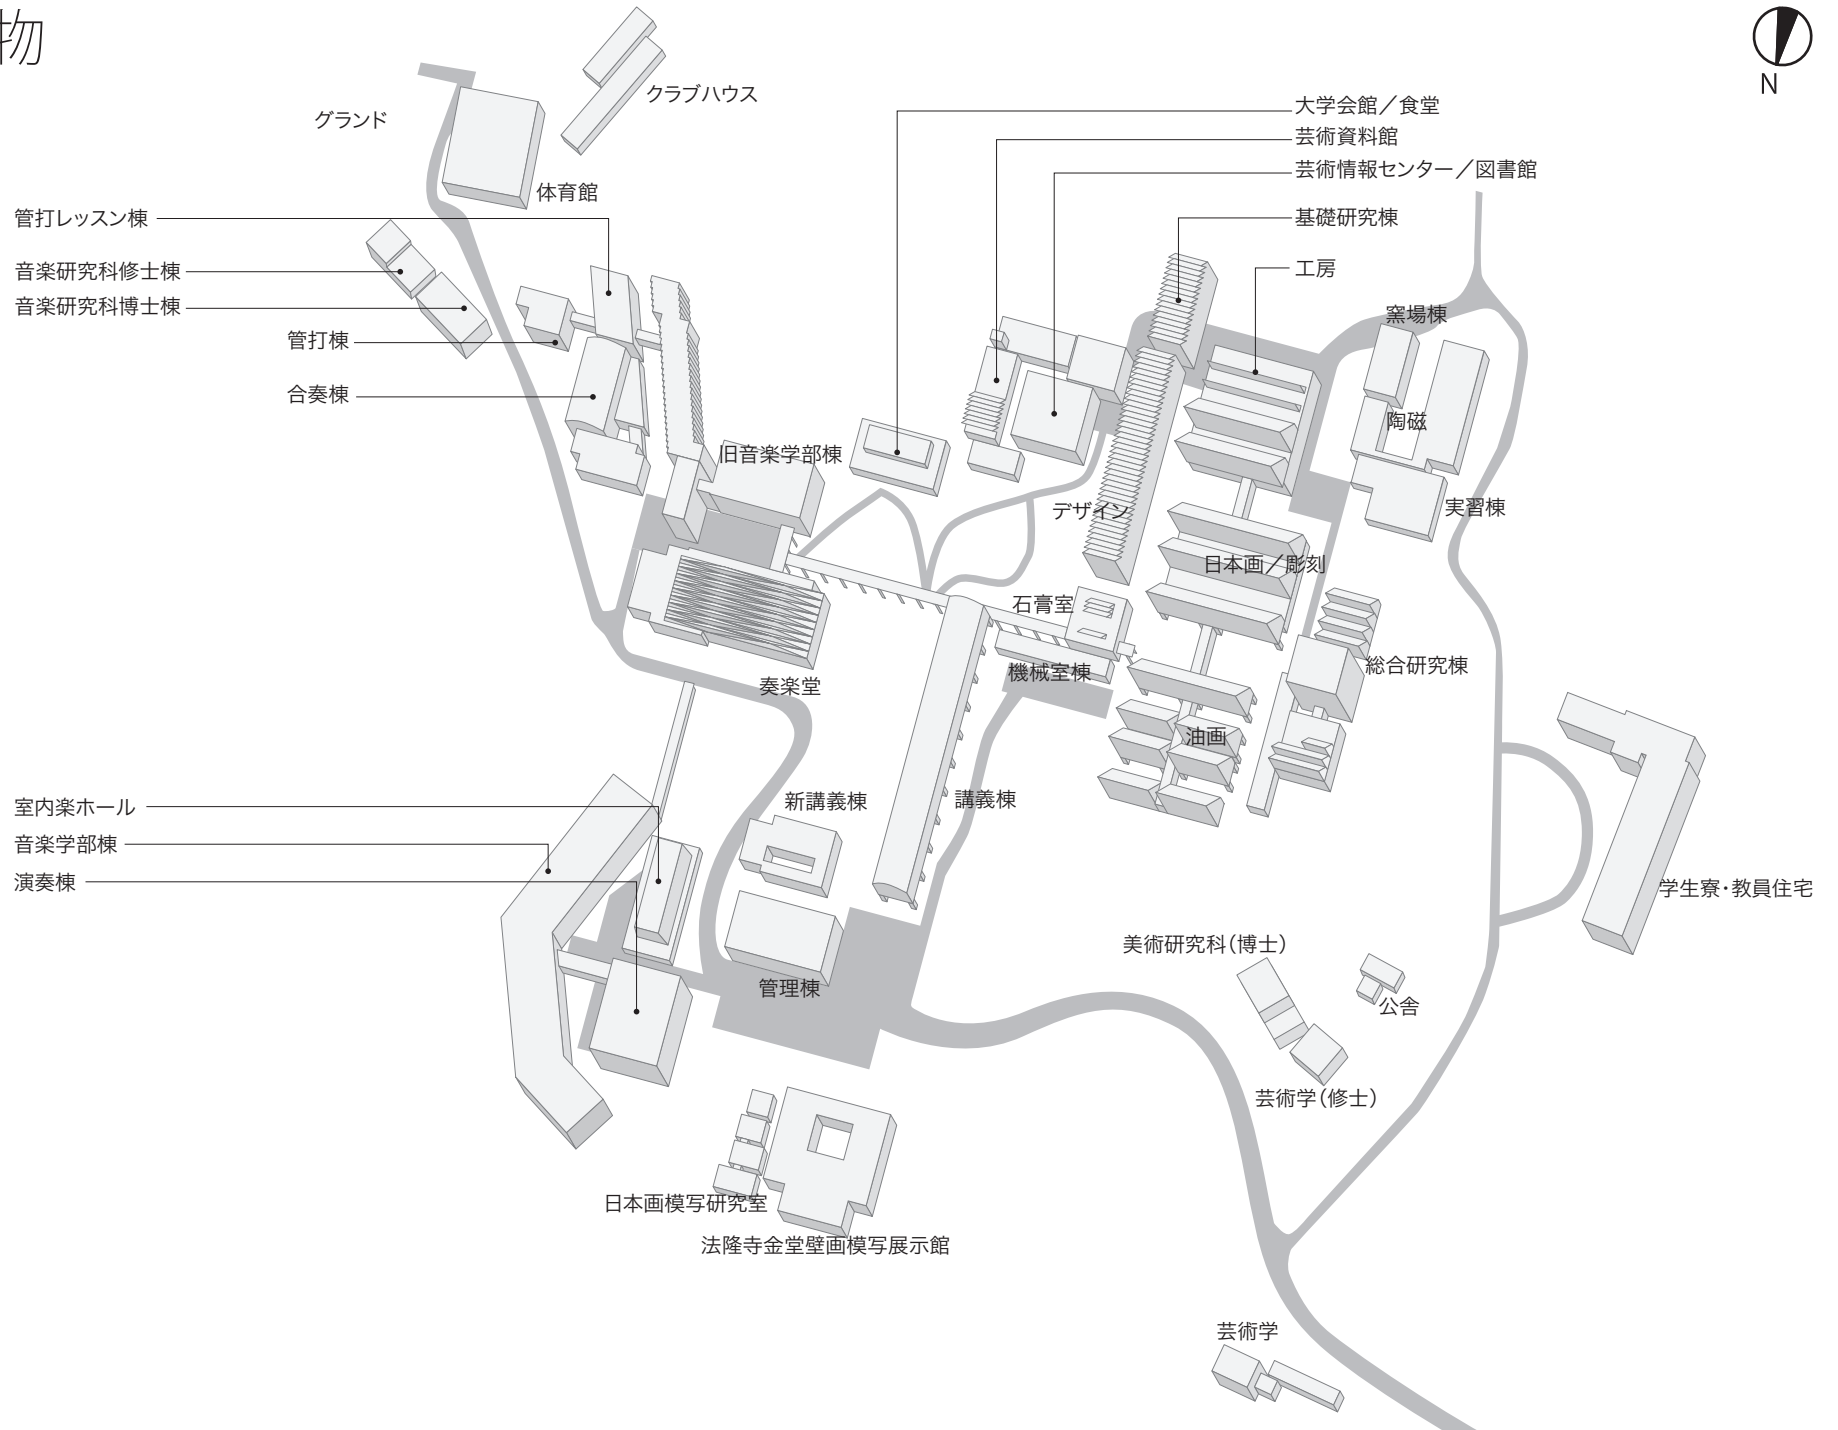 物
N
クラブハウス
グランド
大学会館／食堂
芸術資料館
芸術情報センター／図書館
体育館
管打レッスン棟
基礎研究棟
音楽研究科修士棟
工房
音楽研究科博士棟
窯場棟
管打棟
合奏棟
陶磁
旧音楽学部棟
デザイン
実習棟
日本画／彫刻
石膏室
総合研究棟
機械室棟
奏楽堂
油画
新講義棟
講義棟
室内楽ホール
音楽学部棟
演奏棟
学生寮・教員住宅
美術研究科（博士）
管理棟
公舎
芸術学（修士）
日本画模写研究室
法隆寺金堂壁画模写展示館
芸術学